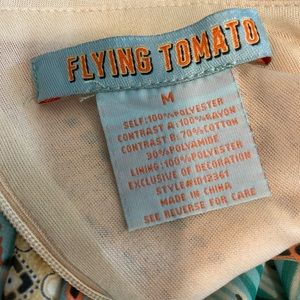 FLYING TOMATO
M
SELF:100%POLYESTER
CONTRAST A:100%RAYON
CONTRAST B:70%COTTON
30%POLYAMIDE
LINING:100%POLYESTER
EXCLUSIVE OF DECORATION
STYLE#ID12361
MADE IN CHINA
SEE REVERSE FOR CARE